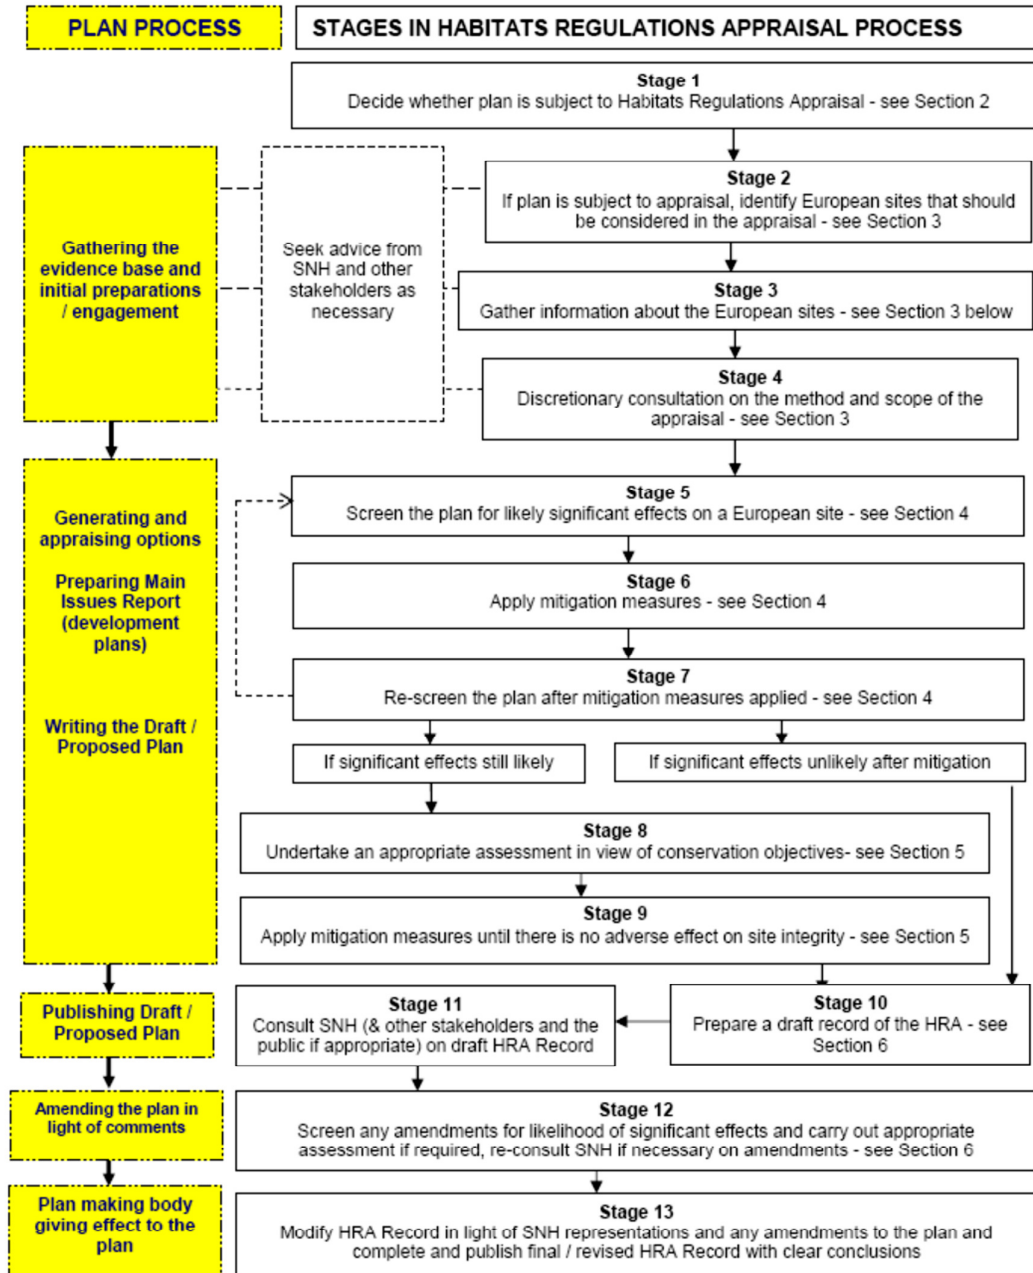 PLAN PROCESS
STAGES IN HABITATS REGULATIONS APPRAISAL PROCESS
Stage 1
Decide whether plan is subject to Habitats Regulations Appraisal - see Section 2
Gathering the
evidence base and
initial preparations
/ engagement
Seek advice from
SNH and other
stakeholders as
necessary
Stage 2
If plan is subject to appraisal, identify European sites that should
be considered in the appraisal - see Section 3
Stage 3
Gather information about the European sites - see Section 3 below
Stage 4
Discretionary consultation on the method and scope of the
appraisal - see Section 3
Generating and
appraising options
Preparing Main
Issues Report
(development
plans)
Writing the Draft /
Proposed Plan
Stage 5
Screen the plan for likely significant effects on a European site - see Section 4
Stage 6
Apply mitigation measures - see Section 4
Stage 7
Re-screen the plan after mitigation measures applied - see Section 4
If significant effects still likely
If significant effects unlikely after mitigation
Stage 8
Undertake an appropriate assessment in view of conservation objectives- see Section 5
Stage 9
Apply mitigation measures until there is no adverse effect on site integrity - see Section 5
Publishing Draft /
Proposed Plan
Stage 11
Consult SNH (& other stakeholders and the
public if appropriate) on draft HRA Record
Stage 10
Prepare a draft record of the HRA - see
Section 6
Amending the plan in
light of comments
Stage 12
Screen any amendments for likelihood of significant effects and carry out appropriate
assessment if required, re-consult SNH if necessary on amendments - see Section 6
Plan making body
giving effect to the
plan
Stage 13
Modify HRA Record in light of SNH representations and any amendments to the plan and
complete and publish final / revised HRA Record with clear conclusions